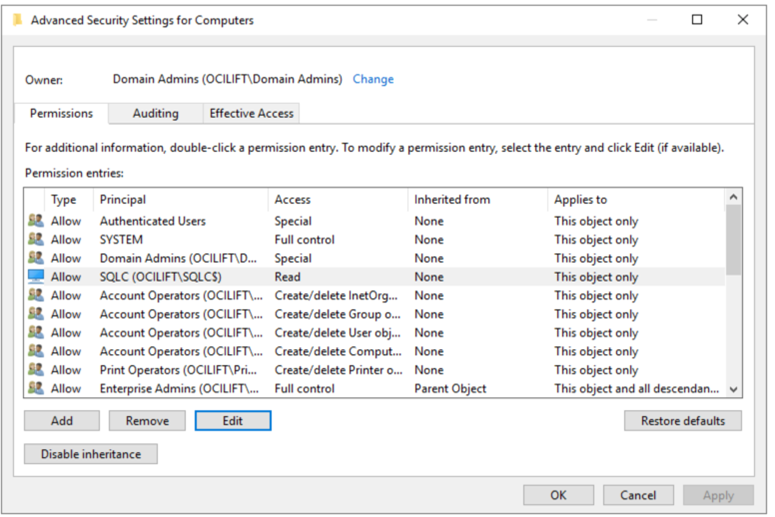 Advanced Security Settings for Computers
Owner: Domain Admins (OCILIFT\Domain Admins) Change
Permissions Auditing Effective Access
For additional information, double-click a permission entry. To modify a permission entry, select the entry and click Edit (if available).
Permission entries:
Type Principal Access Inherited from Applies to
Allow Authenticated Users Special None This object only
Allow SYSTEM Full control None This object only
Allow Domain Admins (OCILIFT\D... Special None This object only
Allow SQLC (OCILIFT\SQLC$) Read None This object only
Allow Account Operators (OCILIFT\... Create/delete InetOrg... None This object only
Allow Account Operators (OCILIFT\... Create/delete Group o... None This object only
Allow Account Operators (OCILIFT\... Create/delete User obj... None This object only
Allow Account Operators (OCILIFT\... Create/delete Comput... None This object only
Allow Print Operators (OCILIFT\Pri... Create/delete Printer o... None This object only
Allow Enterprise Admins (OCILIFT\... Full control Parent Object This object and all descendan...
Add Remove Edit Restore defaults
Disable inheritance
OK Cancel Apply